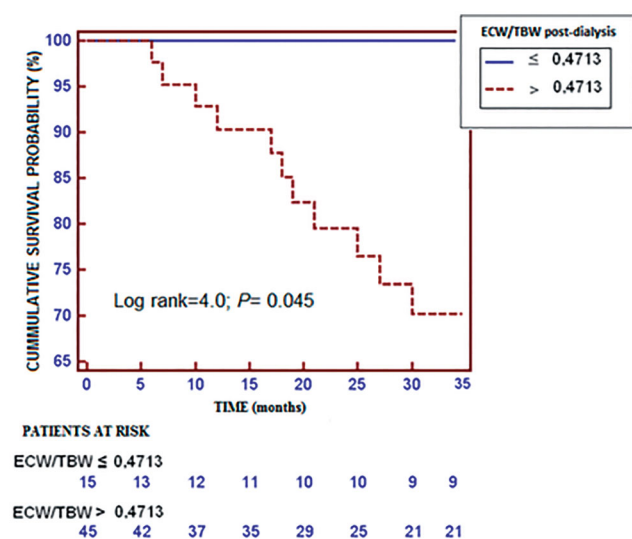 ECW/TBW post-dialysis
≤ 0,4713
> 0,4713
CUMMULATIVE SURVIVAL PROBABILITY (%)
100
95
90
85
80
75
70
65
Log rank=4.0; P= 0.045
0 5 10 15 20 25 30 35
TIME (months)
PATIENTS AT RISK
ECW/TBW ≤ 0,4713
15 13 12 11 10 10 9 9
ECW/TBW > 0,4713
45 42 37 35 29 25 21 21